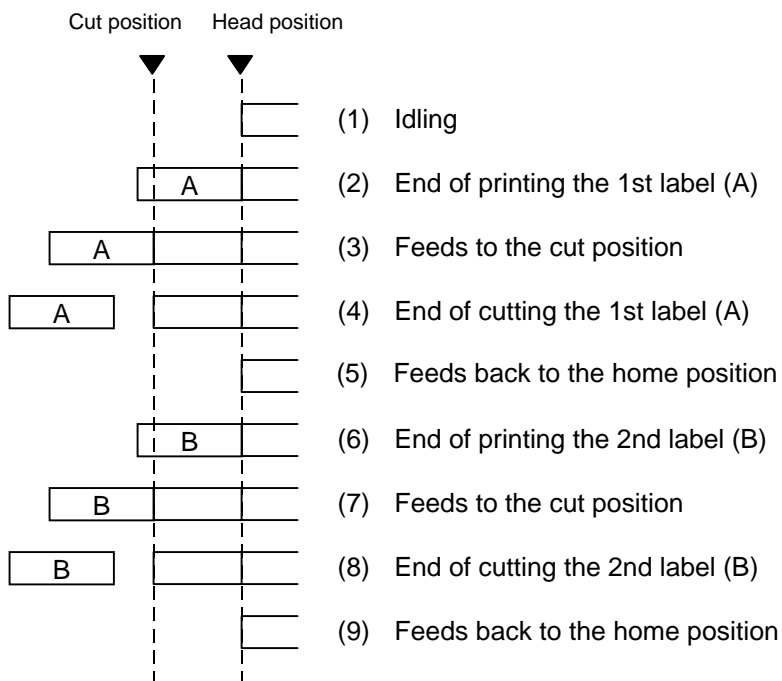 Cut position Head position
(1) Idling
A (2) End of printing the 1st label (A)
A (3) Feeds to the cut position
A (4) End of cutting the 1st label (A)
(5) Feeds back to the home position
B (6) End of printing the 2nd label (B)
B (7) Feeds to the cut position
B (8) End of cutting the 2nd label (B)
(9) Feeds back to the home position